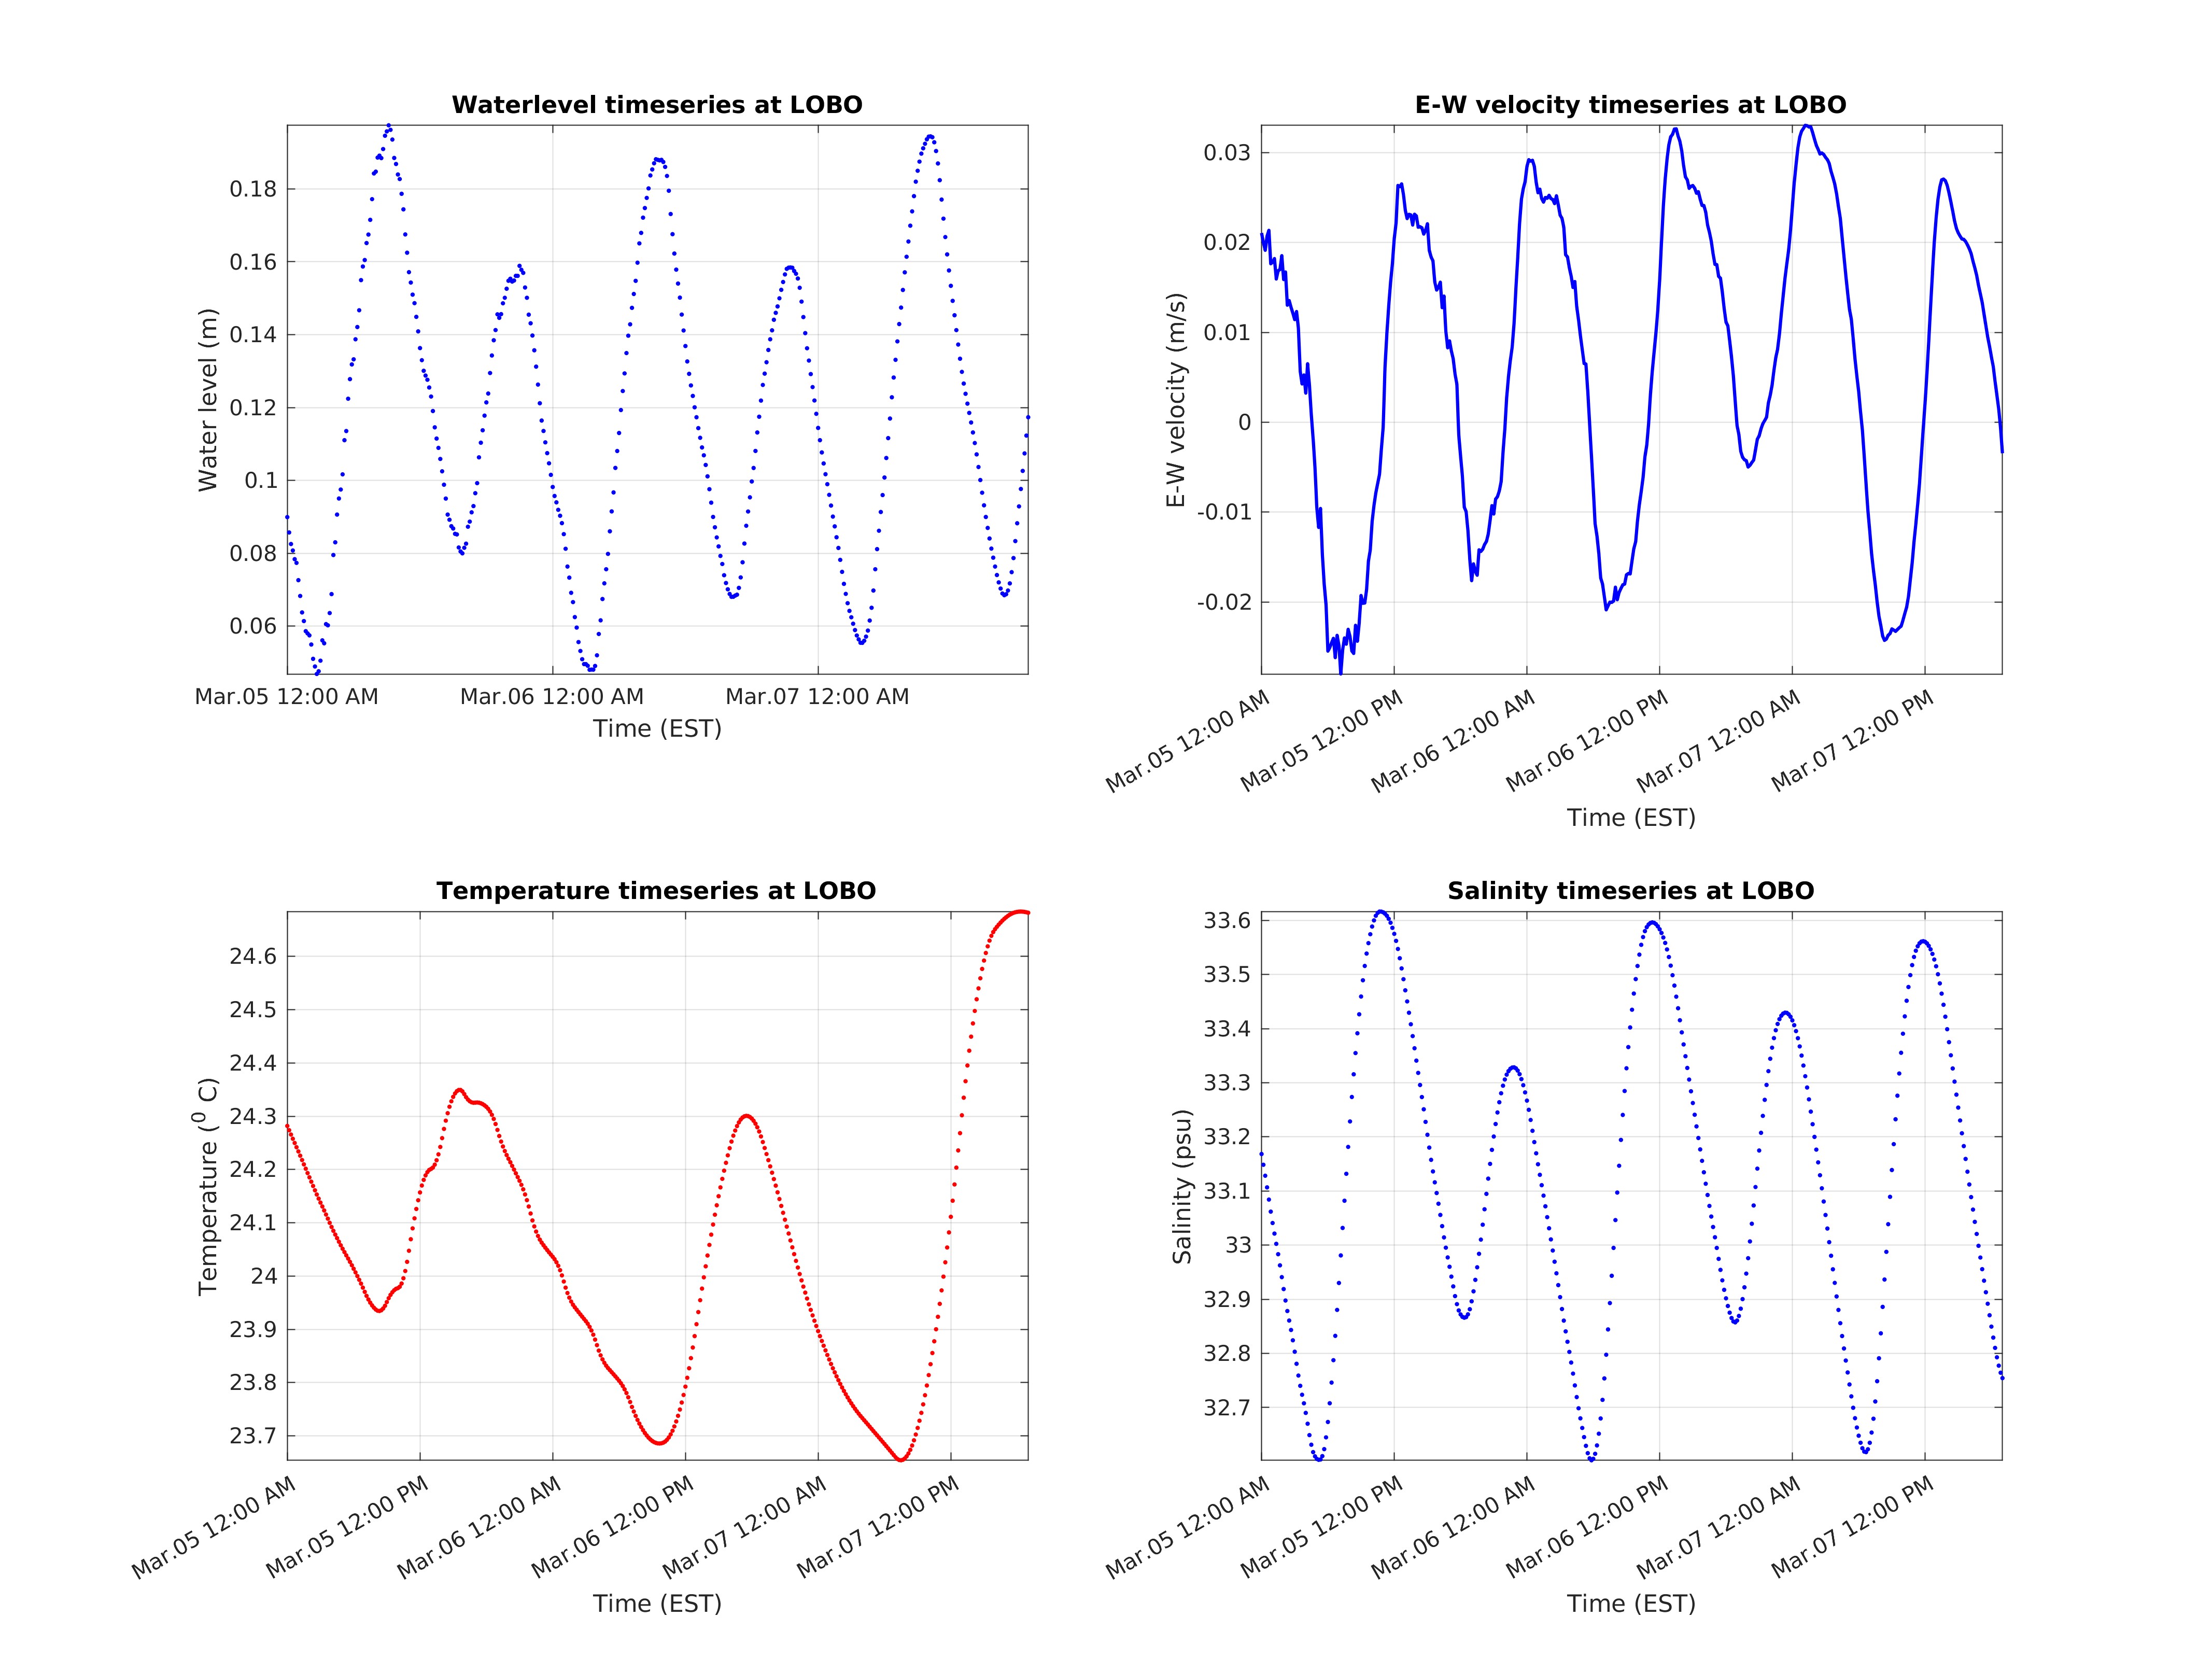 Waterlevel timeseries at LOBO
0.18
0.16
0.14
0.12
0.1
0.08
0.06
Water level (m)
Mar.05 12:00 AM
Mar.06 12:00 AM
Mar.07 12:00 AM
Time (EST)
E-W velocity timeseries at LOBO
0.03
0.02
0.01
0
-0.01
-0.02
E-W velocity (m/s)
Mar.05 12:00 AM
Mar.05 12:00 PM
Mar.06 12:00 AM
Mar.06 12:00 PM
Mar.07 12:00 AM
Mar.07 12:00 PM
Time (EST)
Temperature timeseries at LOBO
24.6
24.5
24.4
24.3
24.2
24.1
24
23.9
23.8
23.7
Temperature (⁰ C)
Mar.05 12:00 AM
Mar.05 12:00 PM
Mar.06 12:00 AM
Mar.06 12:00 PM
Mar.07 12:00 AM
Mar.07 12:00 PM
Time (EST)
Salinity timeseries at LOBO
33.6
33.5
33.4
33.3
33.2
33.1
33
32.9
32.8
32.7
Salinity (psu)
Mar.05 12:00 AM
Mar.05 12:00 PM
Mar.06 12:00 AM
Mar.06 12:00 PM
Mar.07 12:00 AM
Mar.07 12:00 PM
Time (EST)